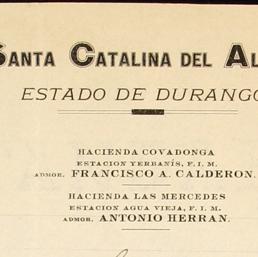 SANTA CATALINA DEL AL
ESTADO DE DURANGO
HACIENDA COVADONGA
ESTACION YERBANÍS, F. I. M.
ADMOR. FRANCISCO A. CALDERON.
HACIENDA LAS MERCEDES
ESTACION AGUA VIEJA, F. I. M.
ADMOR. ANTONIO HERRAN.